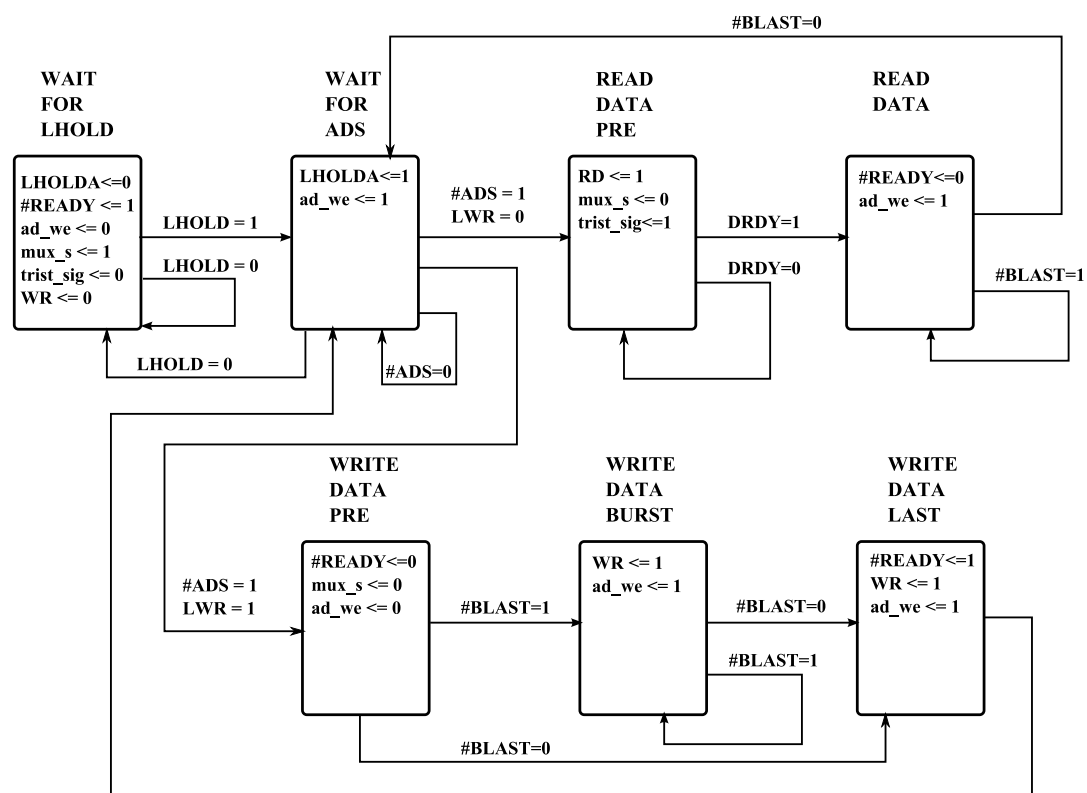 #BLAST=0
WAIT
FOR
LHOLD
WAIT
FOR
ADS
READ
DATA
PRE
READ
DATA
LHOLDA<=0
#READY <= 1
ad_we <= 0
mux_s <= 1
trist_sig <= 0
WR <= 0
LHOLD = 1
LHOLD = 0
LHOLD = 0
LHOLDA<=1
ad_we <= 1
#ADS = 1
LWR = 0
#ADS=0
RD <= 1
mux_s <= 0
trist_sig<=1
DRDY=1
DRDY=0
#READY<=0
ad_we <= 1
#BLAST=1
WRITE
DATA
PRE
WRITE
DATA
BURST
WRITE
DATA
LAST
#ADS = 1
LWR = 1
#READY<=0
mux_s <= 0
ad_we <= 0
#BLAST=1
#BLAST=0
WR <= 1
ad_we <= 1
#BLAST=0
#BLAST=1
#READY<=1
WR <= 1
ad_we <= 1